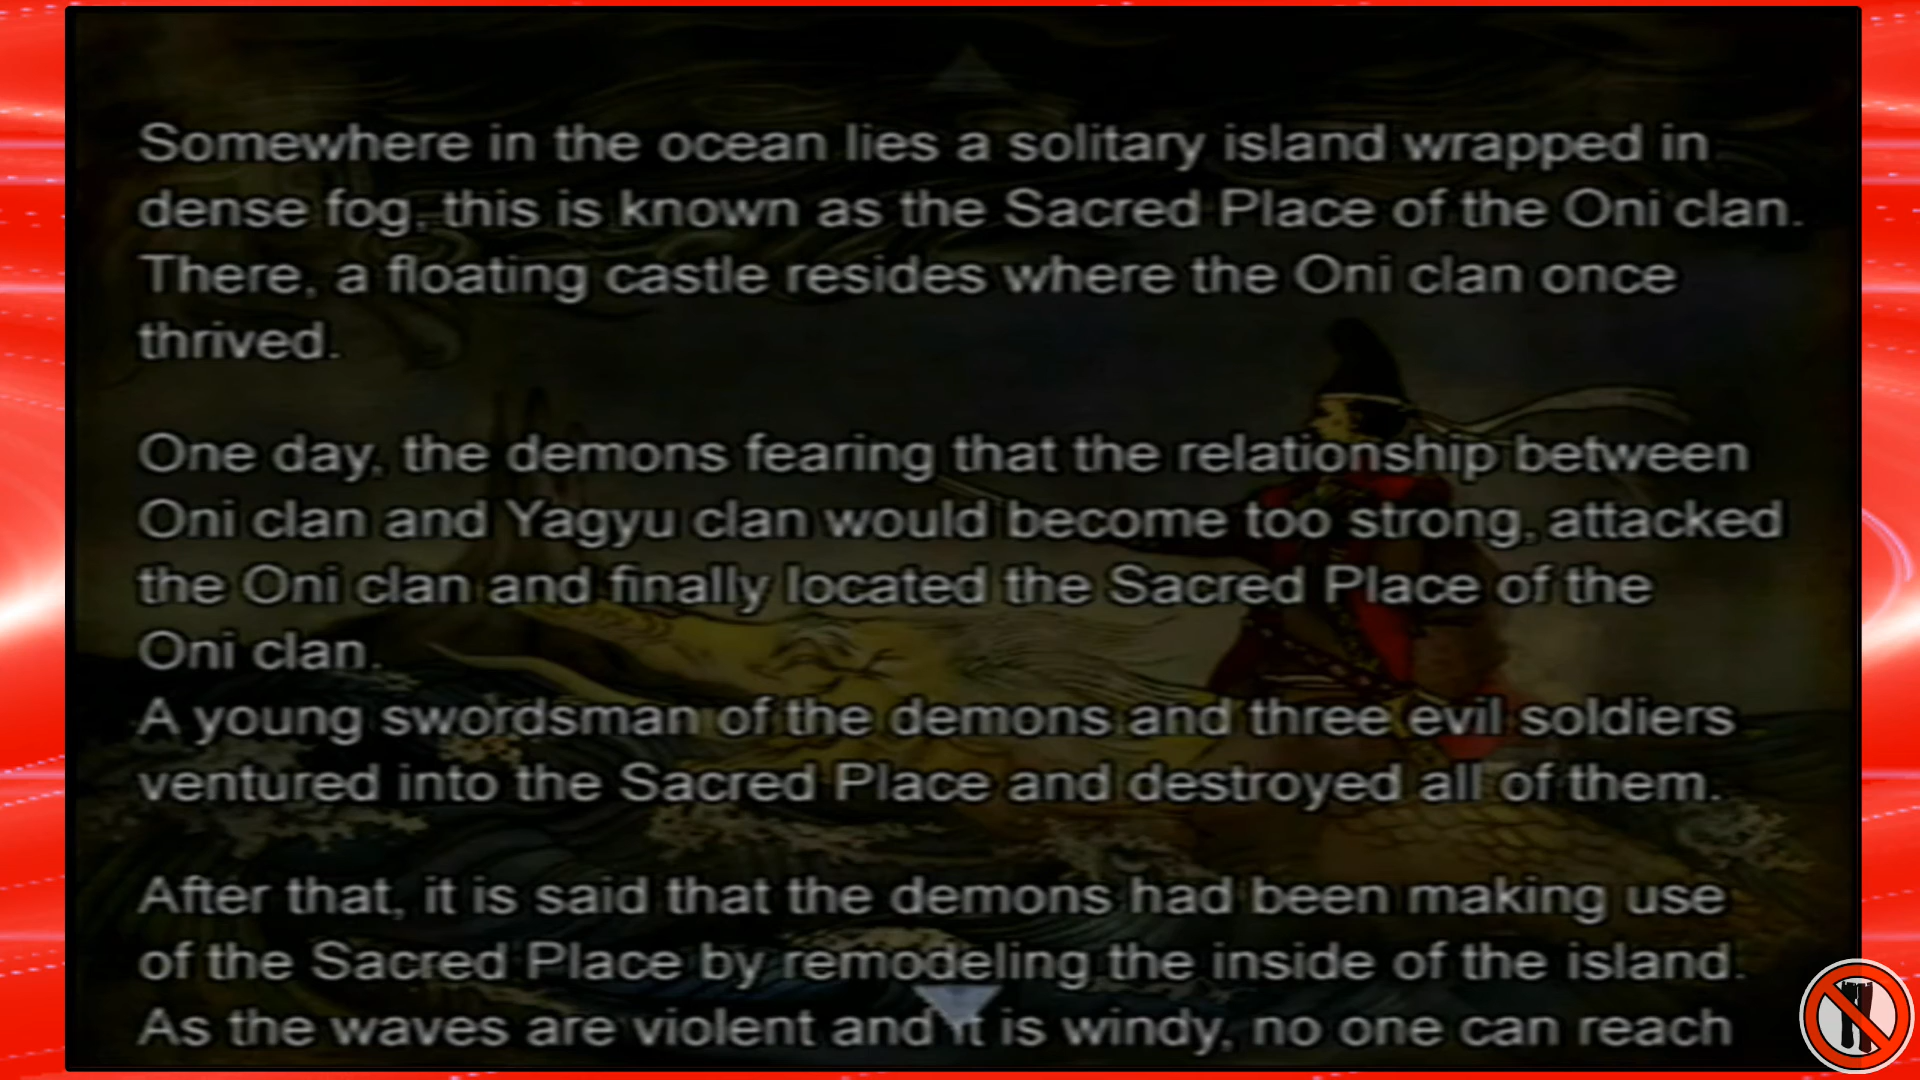 Somewhere in the ocean lies a solitary island wrapped in
dense fog, this is known as the Sacred Place of the Oni clan.
There, a floating castle resides where the Oni clan once
thrived.
One day, the demons fearing that the relationship between
Oni clan and Yagyu clan would become too strong, attacked
the Oni clan and finally located the Sacred Place of the
Oni clan.
A young swordsman of the demons and three evil soldiers
ventured into the Sacred Place and destroyed all of them.
After that, it is said that the demons had been making use
of the Sacred Place by remodeling the inside of the island.
As the waves are violent and it is windy, no one can reach